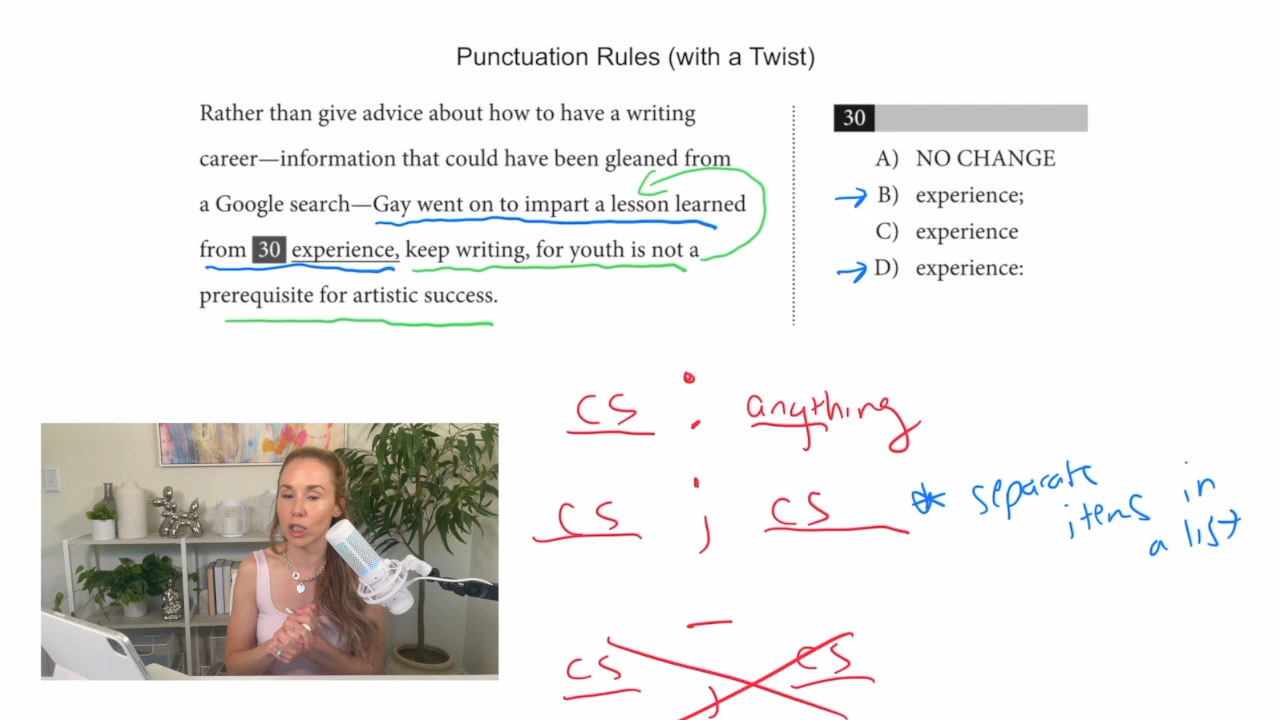 Punctuation Rules (with a Twist)
Rather than give advice about how to have a writing
career—information that could have been gleaned from
a Google search—Gay went on to impart a lesson learned
from 30 experience, keep writing, for youth is not a
prerequisite for artistic success.
30
A) NO CHANGE
B) experience;
C) experience
D) experience:
CS : anything
CS ; CS * separate
items in
a list
CS , CS